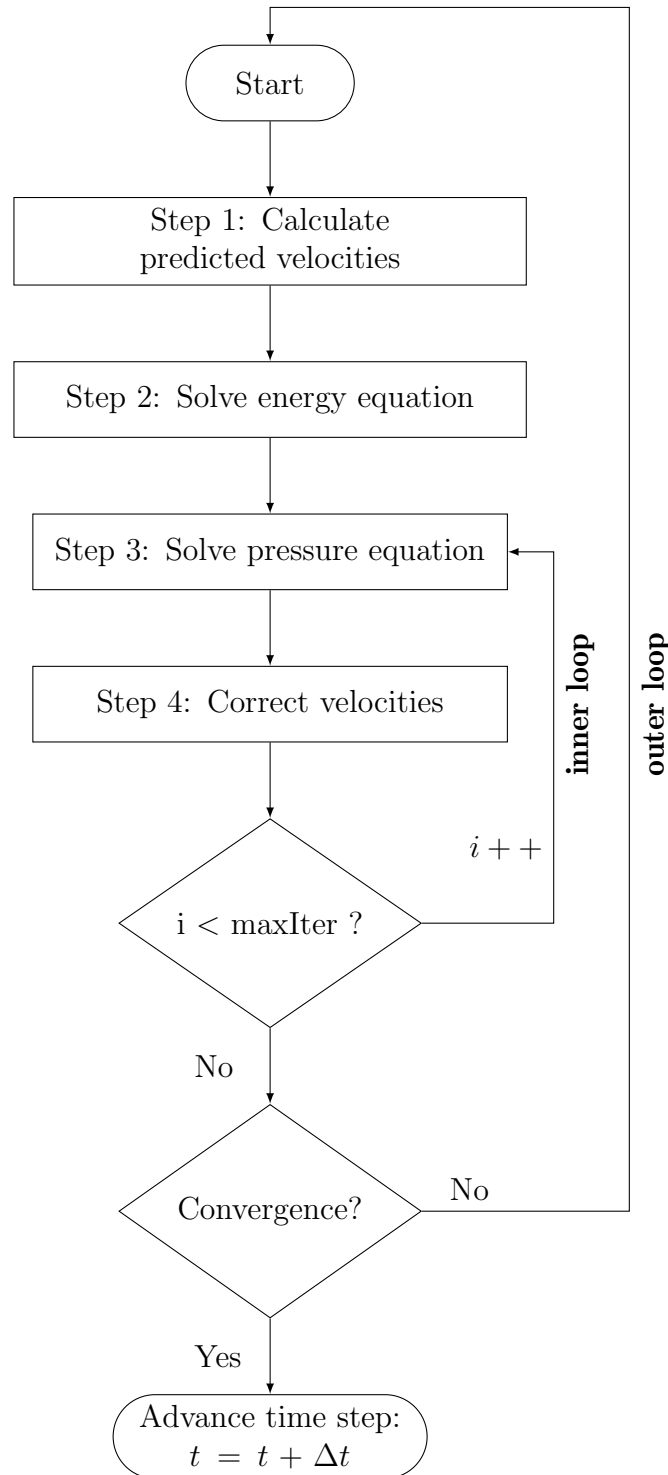 Start
Step 1: Calculate
predicted velocities
Step 2: Solve energy equation
Step 3: Solve pressure equation
Step 4: Correct velocities
inner loop
outer loop
i + +
i < maxIter ?
No
Convergence?
No
Yes
Advance time step:
t = t + Δt